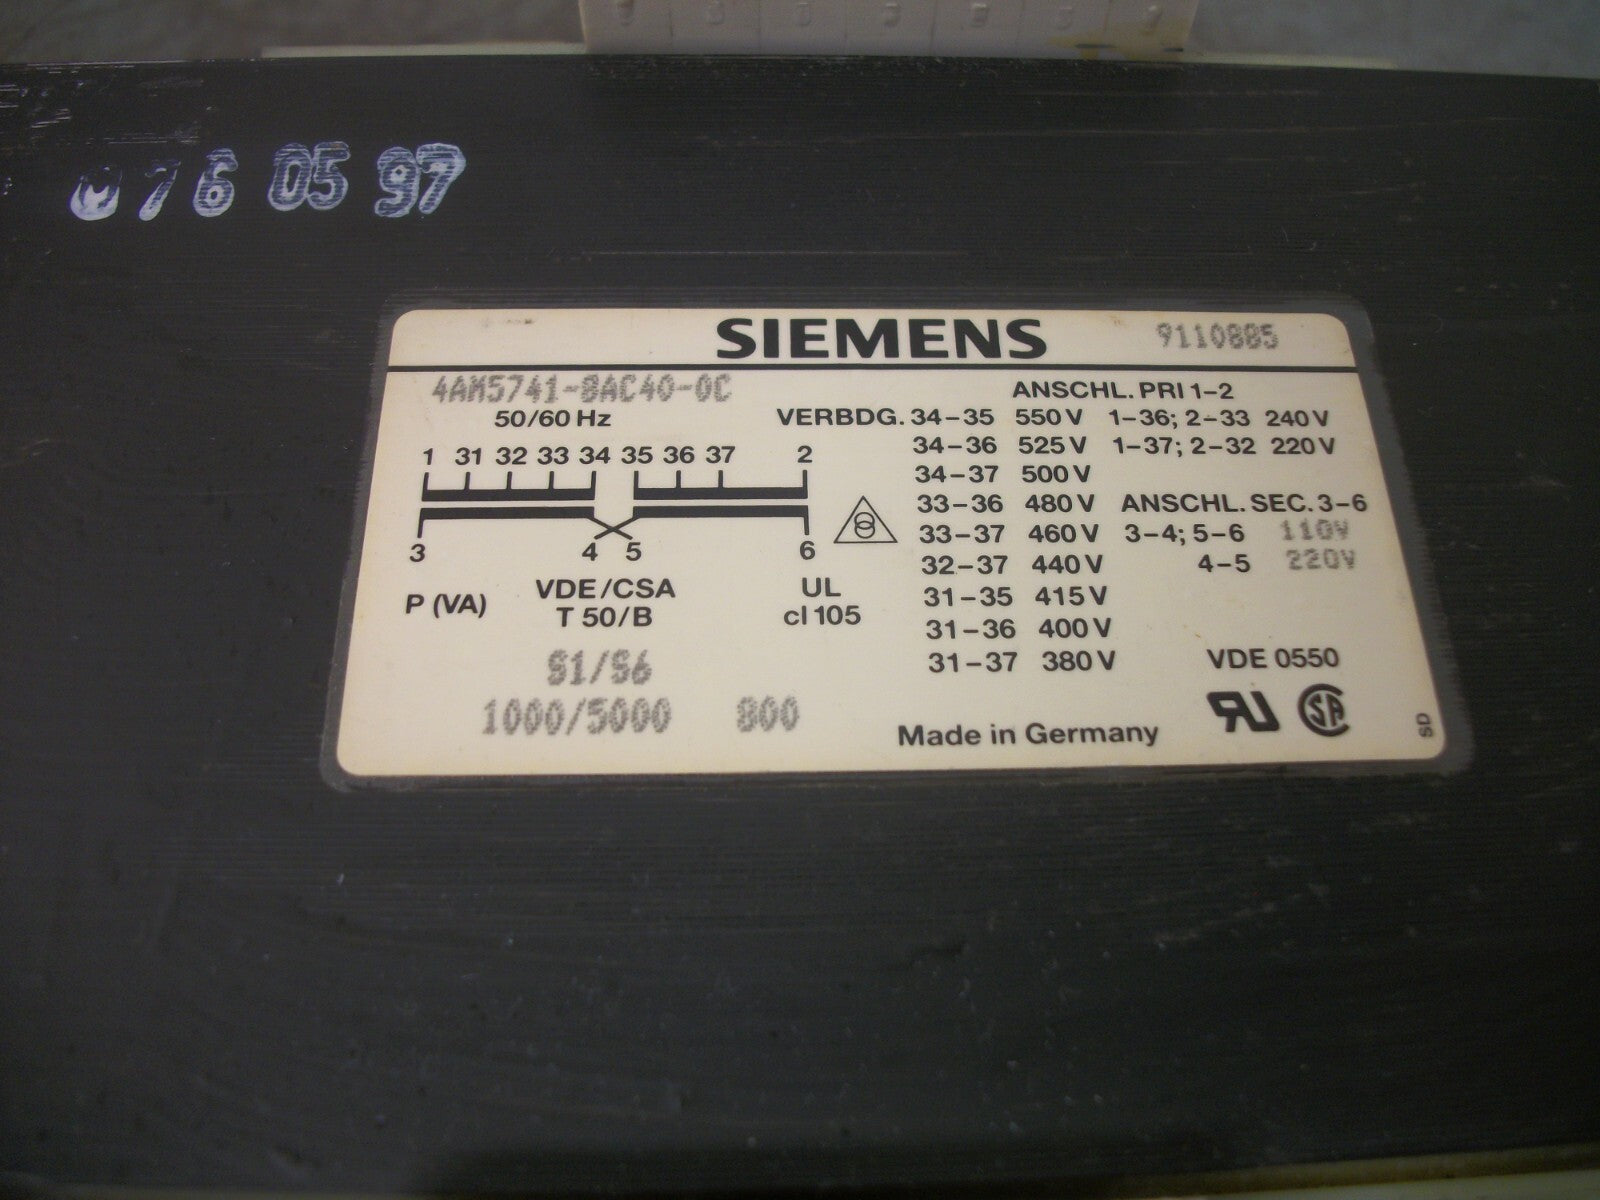 76 05 97
SIEMENS 9110885
4AM5741-8AC40-0C ANSCHL. PRI 1-2
50/60 Hz VERBDG. 34-35 550 V 1-36; 2-33 240 V
34-36 525 V 1-37; 2-32 220 V
1 31 32 33 34 35 36 37 2
34-37 500 V
33-36 480 V ANSCHL. SEC. 3-6
33-37 460 V 3-4; 5-6 110V
3 4 5 6
32-37 440 V 4-5 220V
P (VA) VDE/CSA UL
T 50/B cl 105
31-35 415 V
31-36 400 V
31-37 380 V VDE 0550
S1/S6
1000/5000 800
Made in Germany
SD